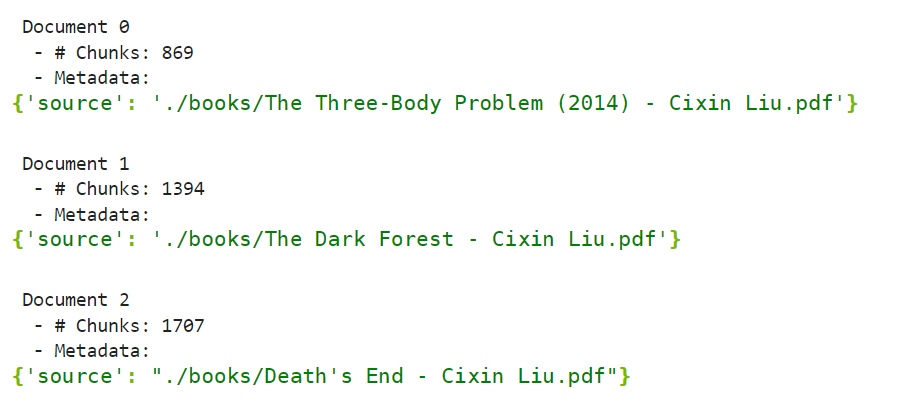 Document 0
- # Chunks: 869
- Metadata:
{'source': './books/The Three-Body Problem (2014) - Cixin Liu.pdf'}
Document 1
- # Chunks: 1394
- Metadata:
{'source': './books/The Dark Forest - Cixin Liu.pdf'}
Document 2
- # Chunks: 1707
- Metadata:
{'source': "./books/Death's End - Cixin Liu.pdf"}